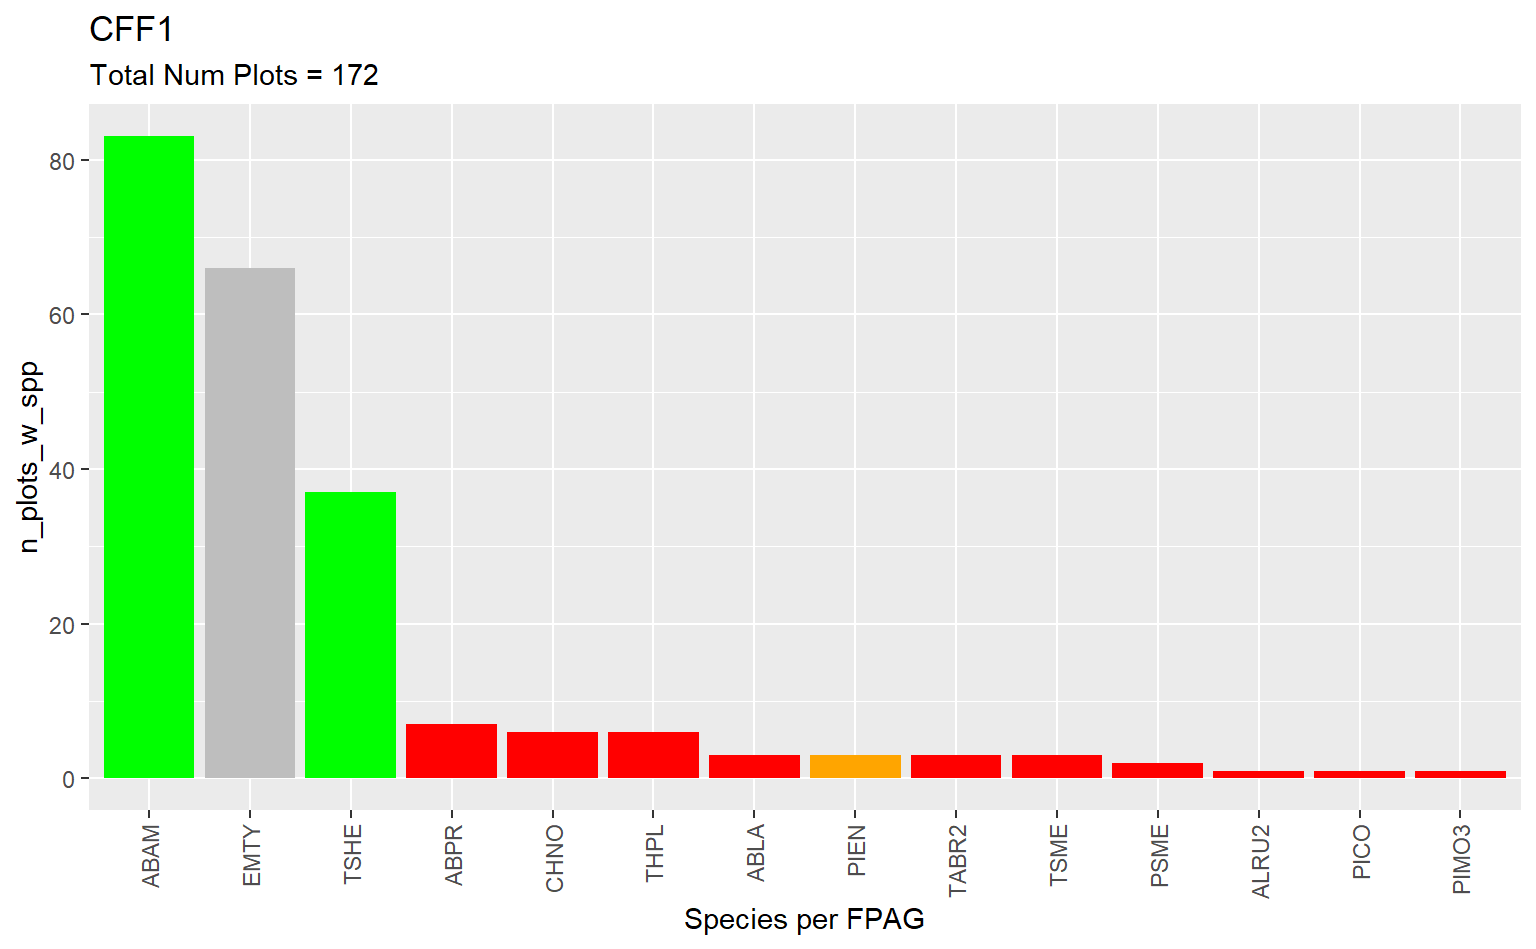 CFF1
Total Num Plots = 172
n_plots_w_spp
80
60
40
20
0
ABAM
EMTY
TSHE
ABPR
CHNO
THPL
ABLA
PIEN
TABR2
TSME
PSME
ALRU2
PICO
PIMO3
Species per FPAG